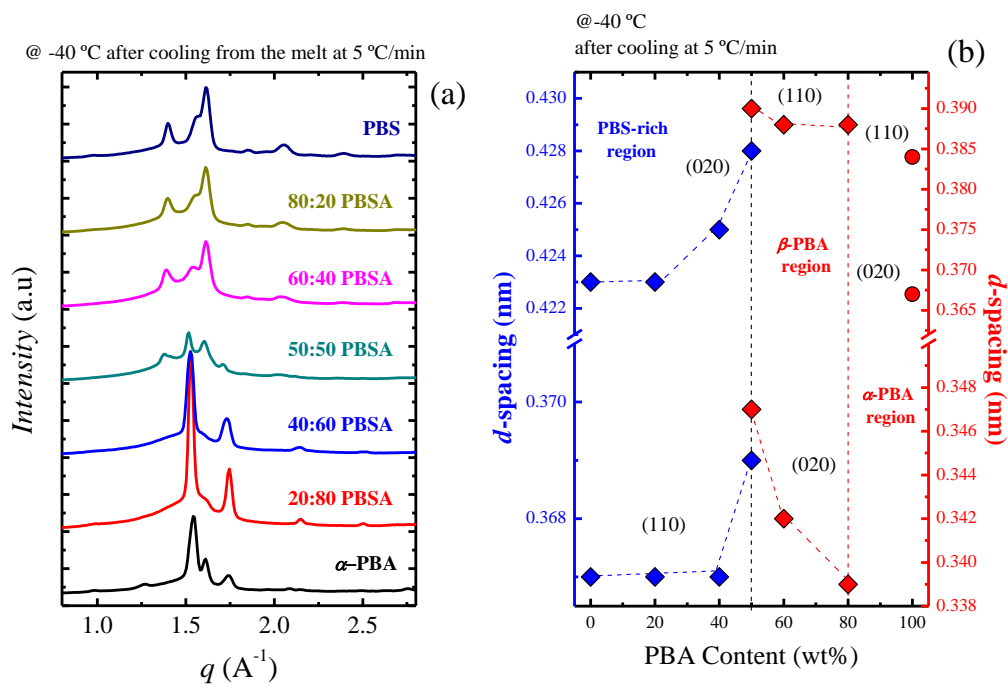 @ -40 ºC after cooling from the melt at 5 ºC/min
(a)
PBS
80:20 PBSA
60:40 PBSA
50:50 PBSA
40:60 PBSA
20:80 PBSA
α–PBA
Intensity (a.u)
1.0 1.5 2.0 2.5
q (A⁻¹)
@ -40 ºC
after cooling at 5 ºC/min
(b)
0.430
0.428
0.426
0.423
0.422
0.370
0.368
d-spacing (nm)
PBS-rich
region
(020)
(110)
(110)
(020)
β-PBA
region
(110)
(020)
α-PBA
region
0.390
0.385
0.380
0.375
0.370
0.365
0.348
0.346
0.345
0.344
0.342
0.340
0.339
0.338
d-spacing (nm)
0 20 40 60 80 100
PBA Content (wt%)